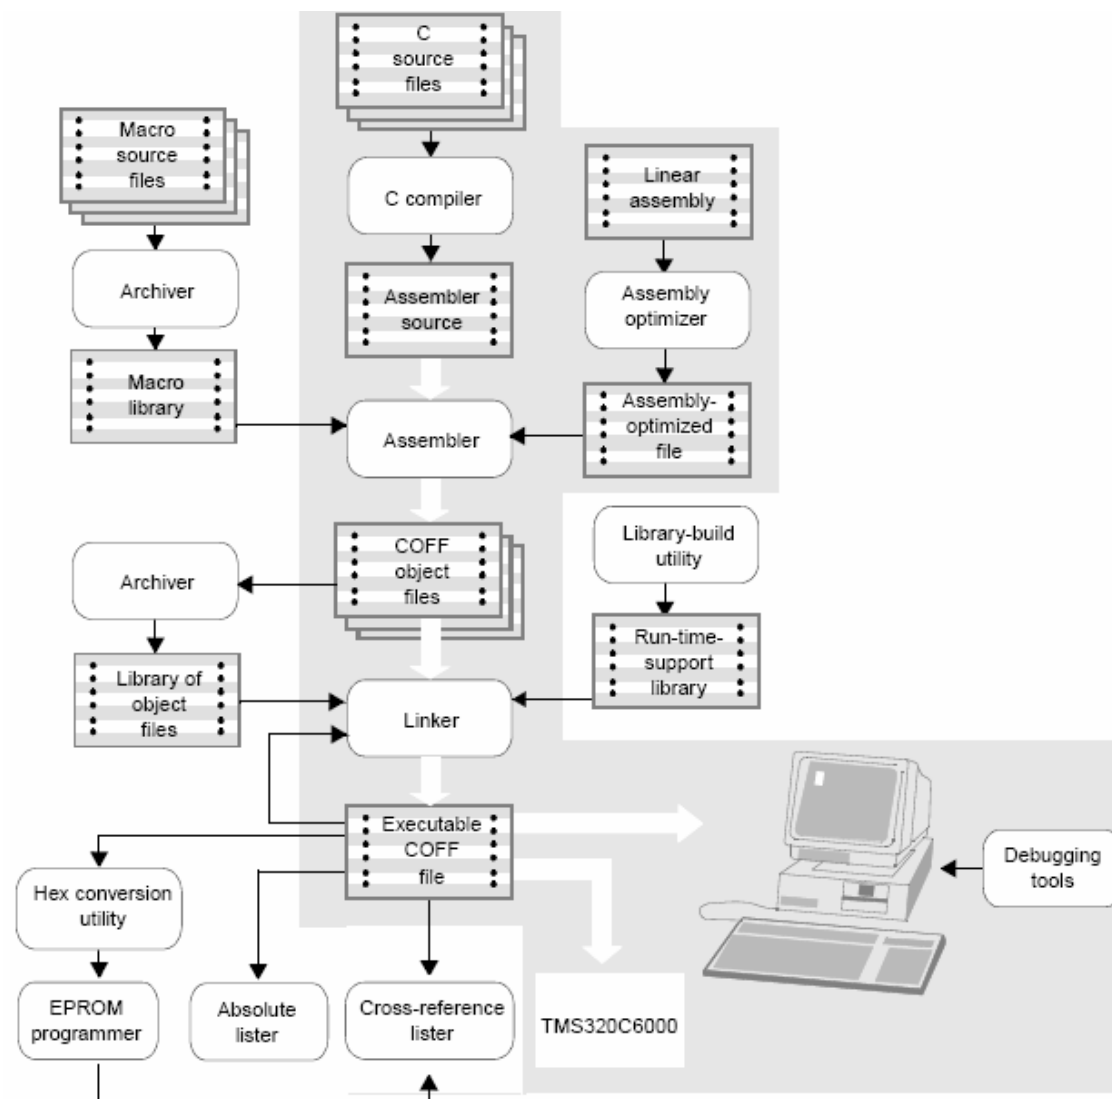 C
source
files
Macro
source
files
C compiler
Linear
assembly
Archiver
Assembler
source
Assembly
optimizer
Macro
library
Assembler
Assembly-
optimized
file
Archiver
COFF
object
files
Library-build
utility
Library of
object
files
Linker
Run-time-
support
library
Executable
COFF
file
Debugging
tools
Hex conversion
utility
EPROM
programmer
Absolute
lister
Cross-reference
lister
TMS320C6000